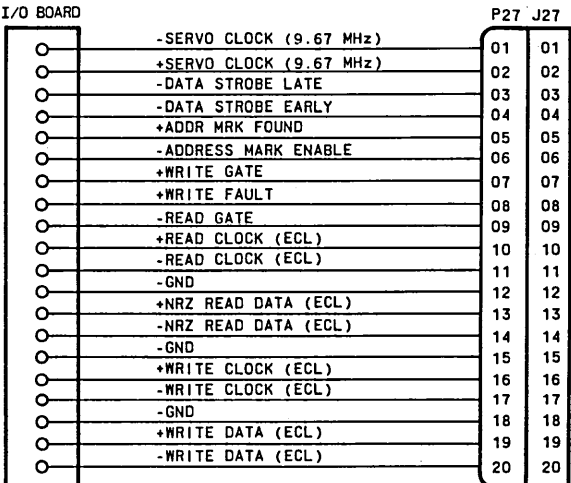 I/O BOARD P27 J27
-SERVO CLOCK (9.67 MHz) 01 01
+SERVO CLOCK (9.67 MHz) 02 02
-DATA STROBE LATE 03 03
-DATA STROBE EARLY 04 04
+ADDR MRK FOUND 05 05
-ADDRESS MARK ENABLE 06 06
+WRITE GATE 07 07
+WRITE FAULT 08 08
-READ GATE 09 09
+READ CLOCK (ECL) 10 10
-READ CLOCK (ECL) 11 11
-GND 12 12
+NRZ READ DATA (ECL) 13 13
-NRZ READ DATA (ECL) 14 14
-GND 15 15
+WRITE CLOCK (ECL) 16 16
-WRITE CLOCK (ECL) 17 17
-GND 18 18
+WRITE DATA (ECL) 19 19
-WRITE DATA (ECL) 20 20